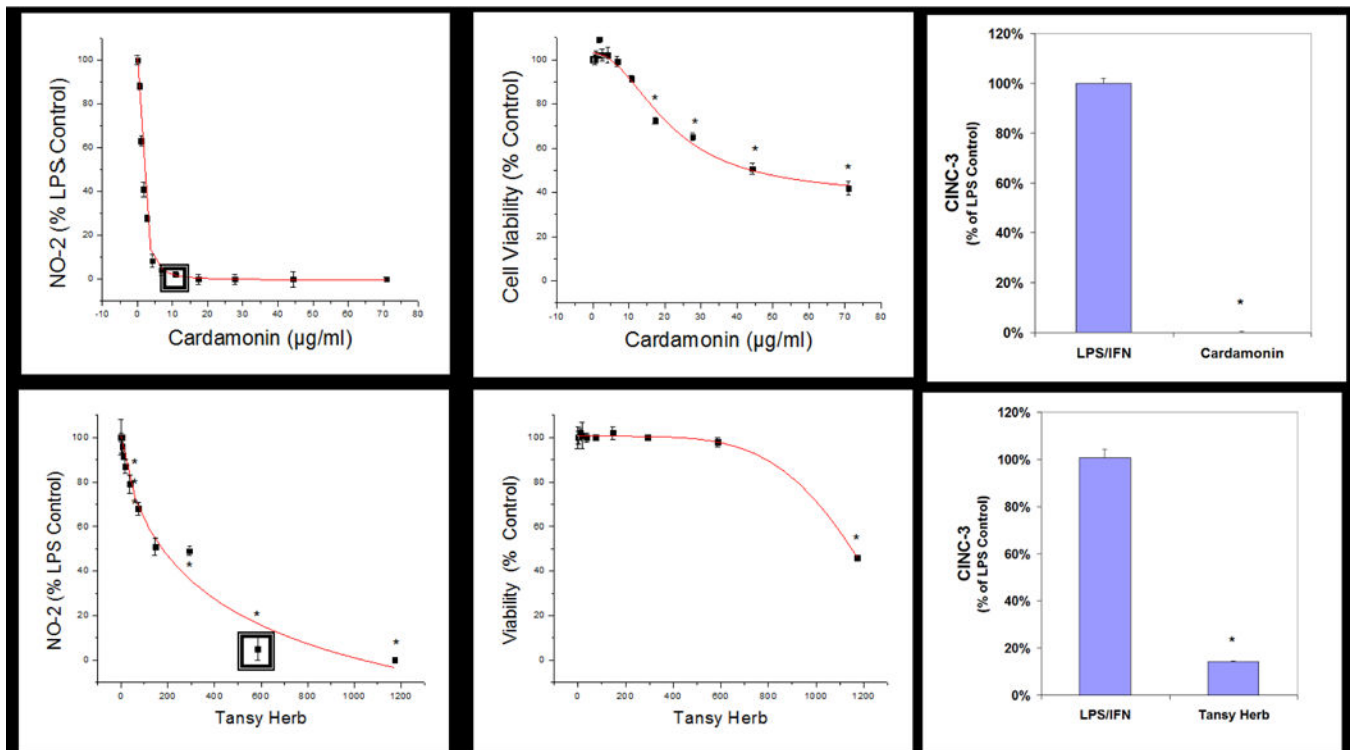 NO-2 (% LPS Control)
100
80
60
40
20
0
-10 0 10 20 30 40 50 60 70 80
Cardamonin (µg/ml)
Cell Viability (% Control)
100
80
60
40
20
0
* * * *
-10 0 10 20 30 40 50 60 70 80
Cardamonin (µg/ml)
CINC-3
(% of LPS Control)
120%
100%
80%
60%
40%
20%
0%
*
LPS/IFN Cardamonin
NO-2 (% LPS Control)
100
80
60
40
20
0
*
*
*
*
*
*
0 200 400 600 800 1000 1200
Tansy Herb
Viability (% Control)
100
80
60
40
20
0
*
0 200 400 600 800 1000 1200
Tansy Herb
CINC-3
(% of LPS Control)
120%
100%
80%
60%
40%
20%
0%
*
LPS/IFN Tansy Herb